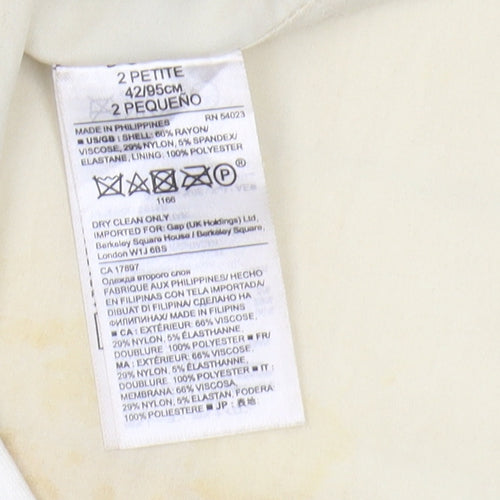 2 PETITE
42/95CM
2 PEQUEÑO
MADE IN PHILIPPINES RN 54023
■ US/GB : SHELL: 66% RAYON/
VISCOSE, 29% NYLON, 5% SPANDEX/
ELASTANE, LINING: 100% POLYESTER
P®
1166
DRY CLEAN ONLY
IMPORTED FOR: Gap (UK Holdings) Ltd,
Berkeley Square House / Berkeley Square,
London W1J 6BS
CA 17897
Одежда второго слоя
FABRIQUE AUX PHILIPPINES/ HECHO
EN FILIPINAS CON TELA IMPORTADA/
DIBUAT DI FILIPINA/ СДЕЛАНО НА
ФИЛИППИНАХ/ MADE IN FILIPINS
■ CA : EXTÉRIEUR: 66% VISCOSE,
29% NYLON, 5% ÉLASTHANNE,
DOUBLURE: 100% POLYESTER ■ FR/
MA : EXTÉRIEUR: 66% VISCOSE,
29% NYLON, 5% ÉLASTHANNE,
DOUBLURE: 100% POLYESTER ■ IT :
MEMBRANA: 66% VISCOSA,
29% NYLON, 5% ELASTAN, FODERA:
100% POLIESTERE ■ JP : 表地: